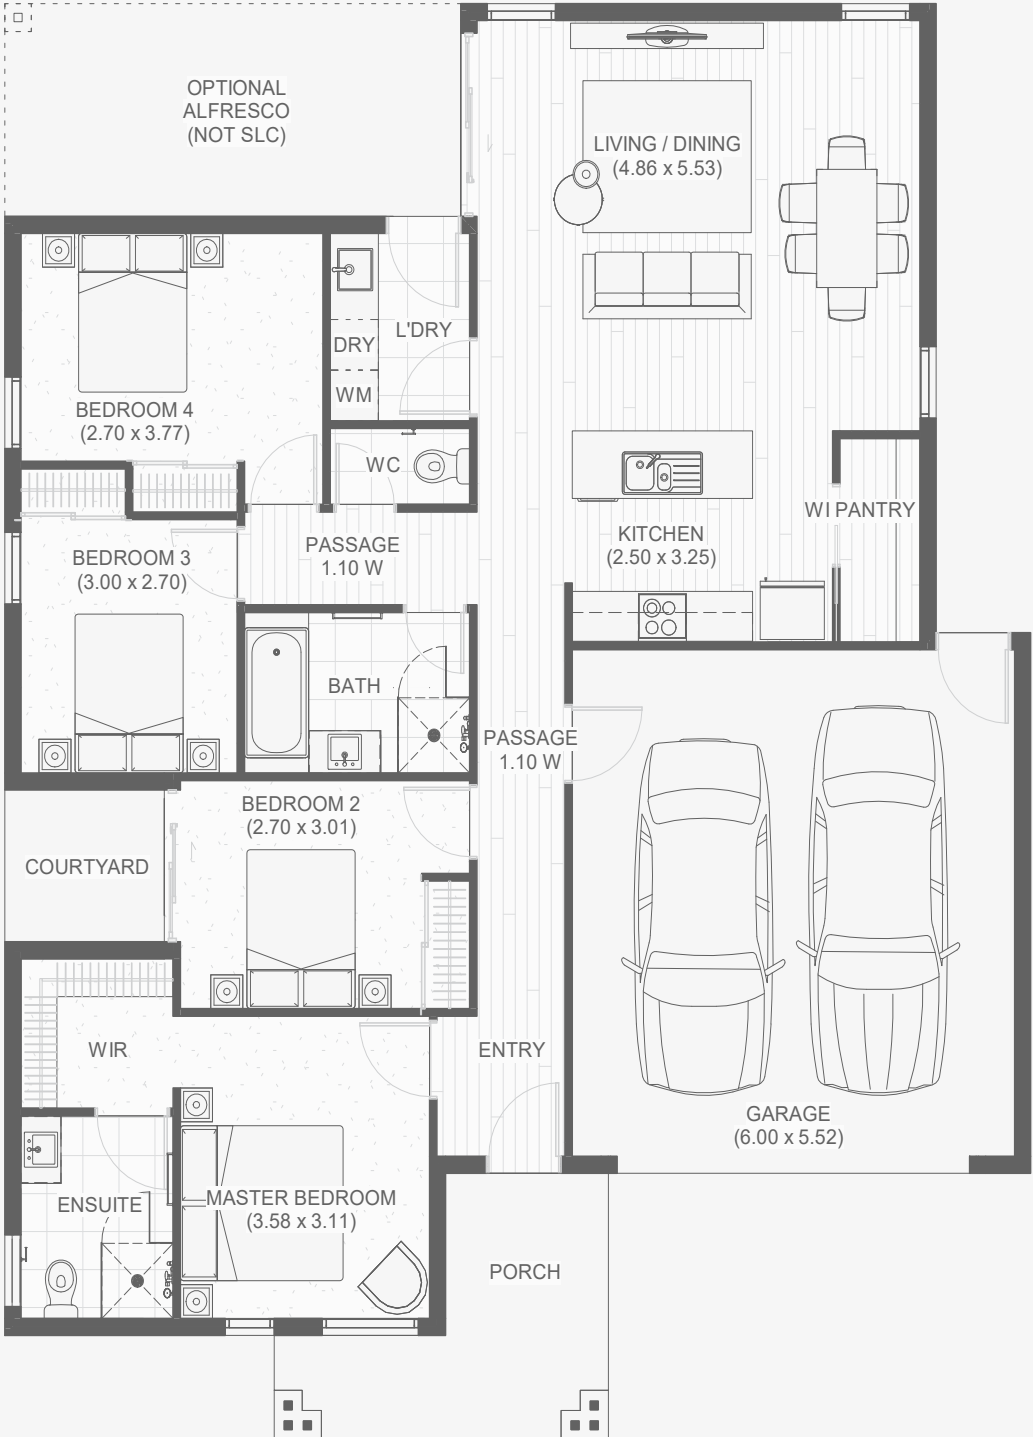 OPTIONAL
ALFRESCO
(NOT SLC)
LIVING / DINING
(4.86 x 5.53)
L'DRY
DRY
WM
BEDROOM 4
(2.70 x 3.77)
WC
WI PANTRY
KITCHEN
(2.50 x 3.25)
PASSAGE
1.10 W
BEDROOM 3
(3.00 x 2.70)
BATH
PASSAGE
1.10 W
BEDROOM 2
(2.70 x 3.01)
COURTYARD
WIR
ENTRY
GARAGE
(6.00 x 5.52)
ENSUITE
MASTER BEDROOM
(3.58 x 3.11)
PORCH